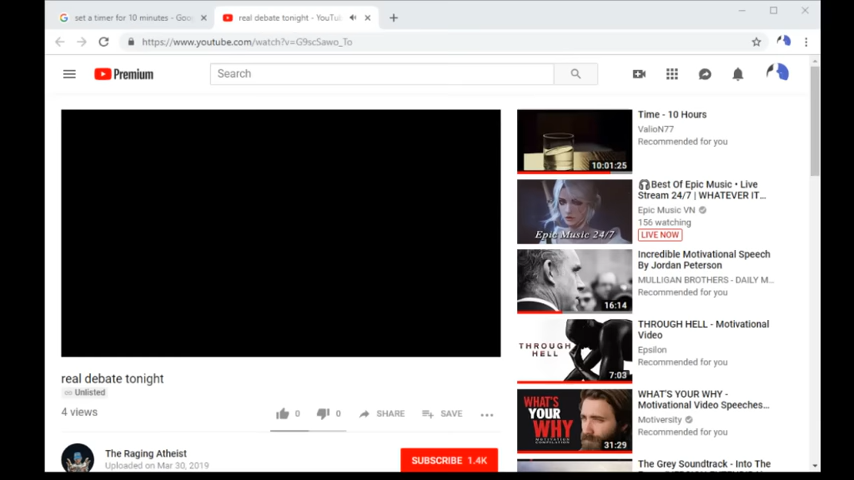 set a timer for 10 minutes - Goo
real debate tonight - YouTu
https://www.youtube.com/watch?v=G9scSawo_To
Premium
Search
real debate tonight
Unlisted
4 views
0
0
SHARE
SAVE
The Raging Atheist
Uploaded on Mar 30, 2019
SUBSCRIBE 1.4K
10:01:25
Time - 10 Hours
ValioN77
Recommended for you
Epic Music 24/7
Best Of Epic Music • Live
Stream 24/7 | WHATEVER IT...
Epic Music VN
156 watching
LIVE NOW
16:14
Incredible Motivational Speech
By Jordan Peterson
MULLIGAN BROTHERS - DAILY M...
Recommended for you
THROUGH
HELL
7:03
THROUGH HELL - Motivational
Video
Epsilon
Recommended for you
WHAT'S
YOUR
WHY
31:29
WHAT'S YOUR WHY -
Motivational Video Speeches...
Motiversity
Recommended for you
The Grey Soundtrack - Into The